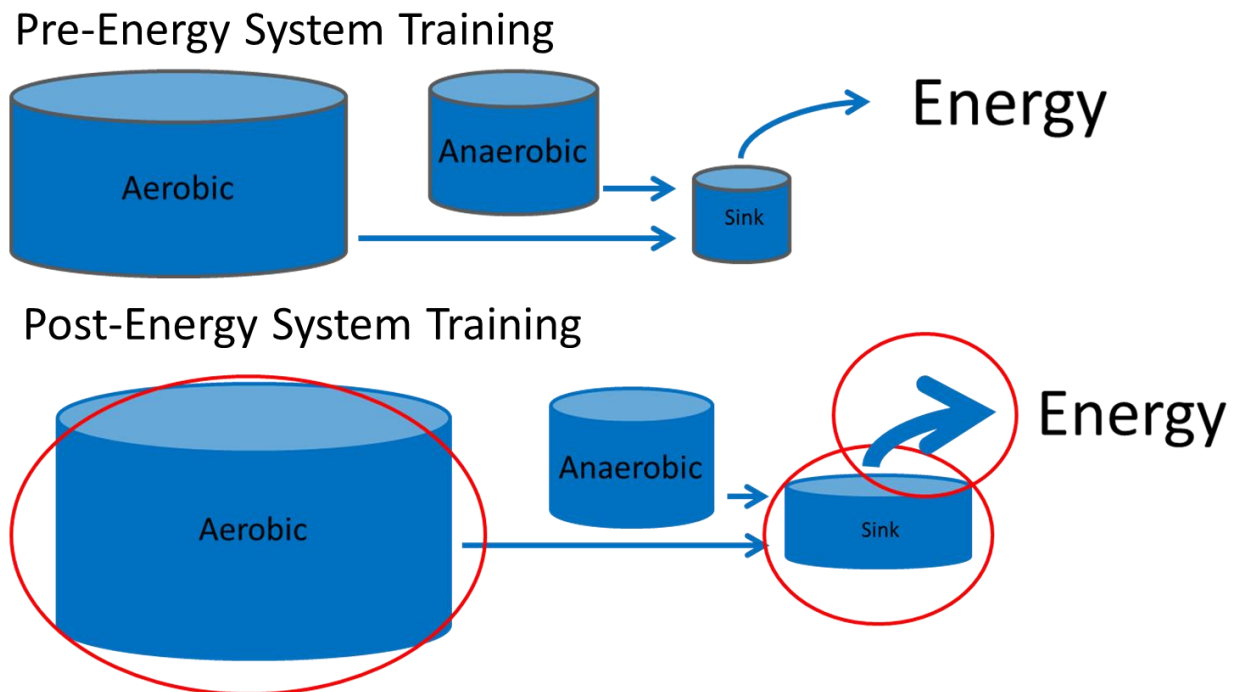 Pre-Energy System Training
Energy
Anaerobic
Aerobic
Sink
Post-Energy System Training
Energy
Anaerobic
Aerobic
Sink